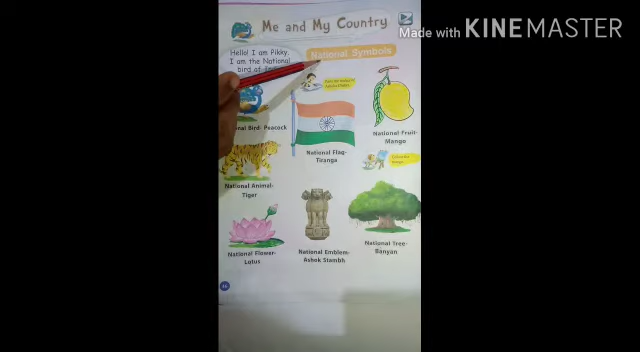 Made with KINEMASTER
Me and My Country
Hello! I am Pikky.
I am the National
bird of
National Symbols
nal Bird- Peacock
National Flag-
Tiranga
National Fruit-
Mango
National Animal-
Tiger
National Flower-
Lotus
National Emblem-
Ashok Stambh
National Tree-
Banyan